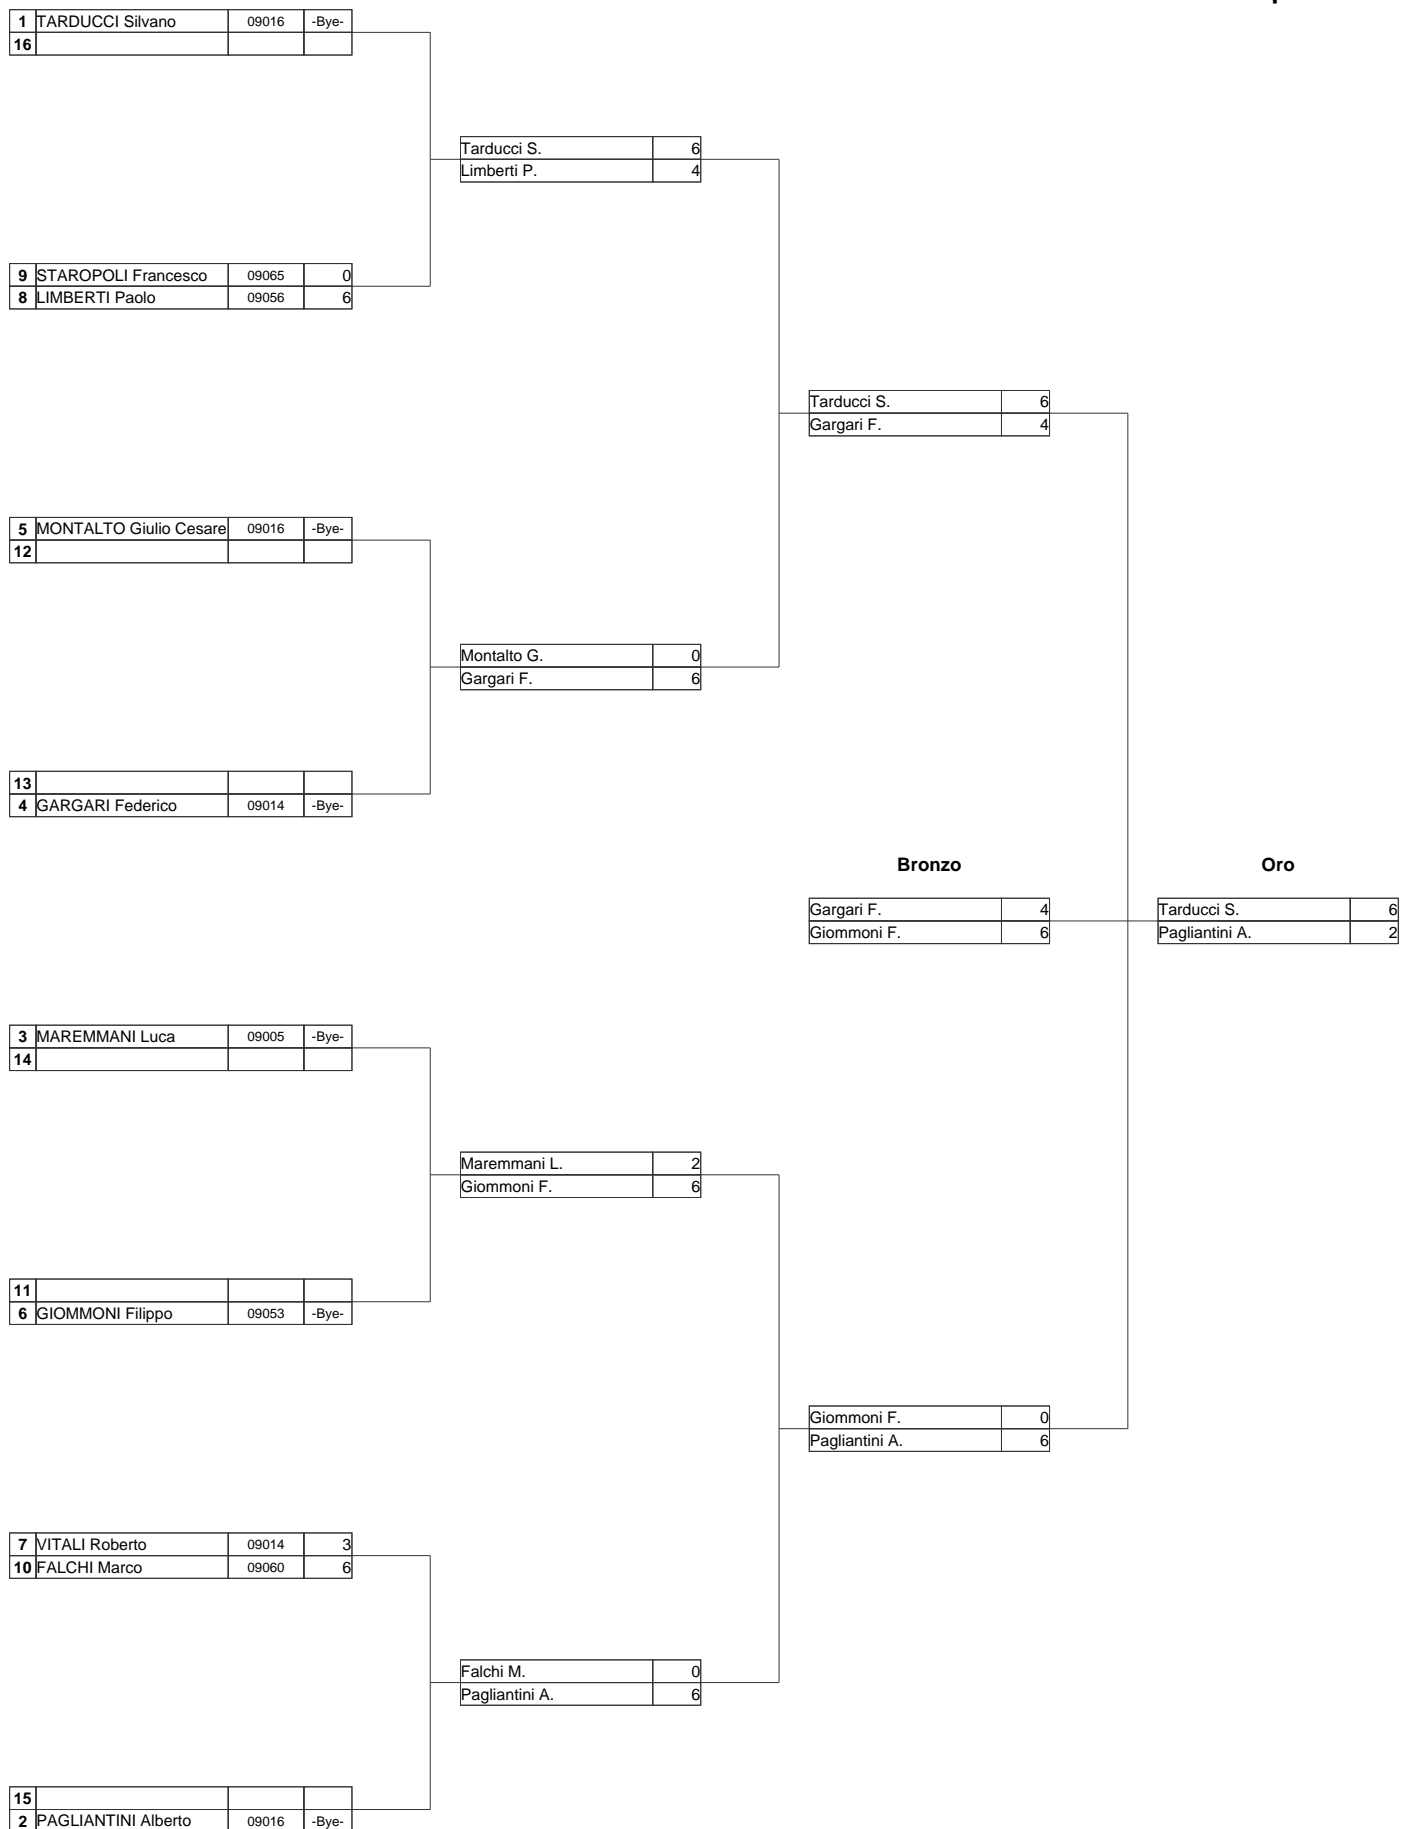 1 TARDUCCI Silvano 09016 -Bye-
16
Tarducci S. 6
Limberti P. 4
9 STAROPOLI Francesco 09065 0
8 LIMBERTI Paolo 09056 6
Tarducci S. 6
Gargari F. 4
5 MONTALTO Giulio Cesare 09016 -Bye-
12
Montalto G. 0
Gargari F. 6
13
4 GARGARI Federico 09014 -Bye-
Bronzo Oro
Gargari F. 4 Tarducci S. 6
Giommoni F. 6 Pagliantini A. 2
3 MAREMMANI Luca 09005 -Bye-
14
Maremmani L. 2
Giommoni F. 6
11
6 GIOMMONI Filippo 09053 -Bye-
Giommoni F. 0
Pagliantini A. 6
7 VITALI Roberto 09014 3
10 FALCHI Marco 09060 6
Falchi M. 0
Pagliantini A. 6
15
2 PAGLIANTINI Alberto 09016 -Bye-